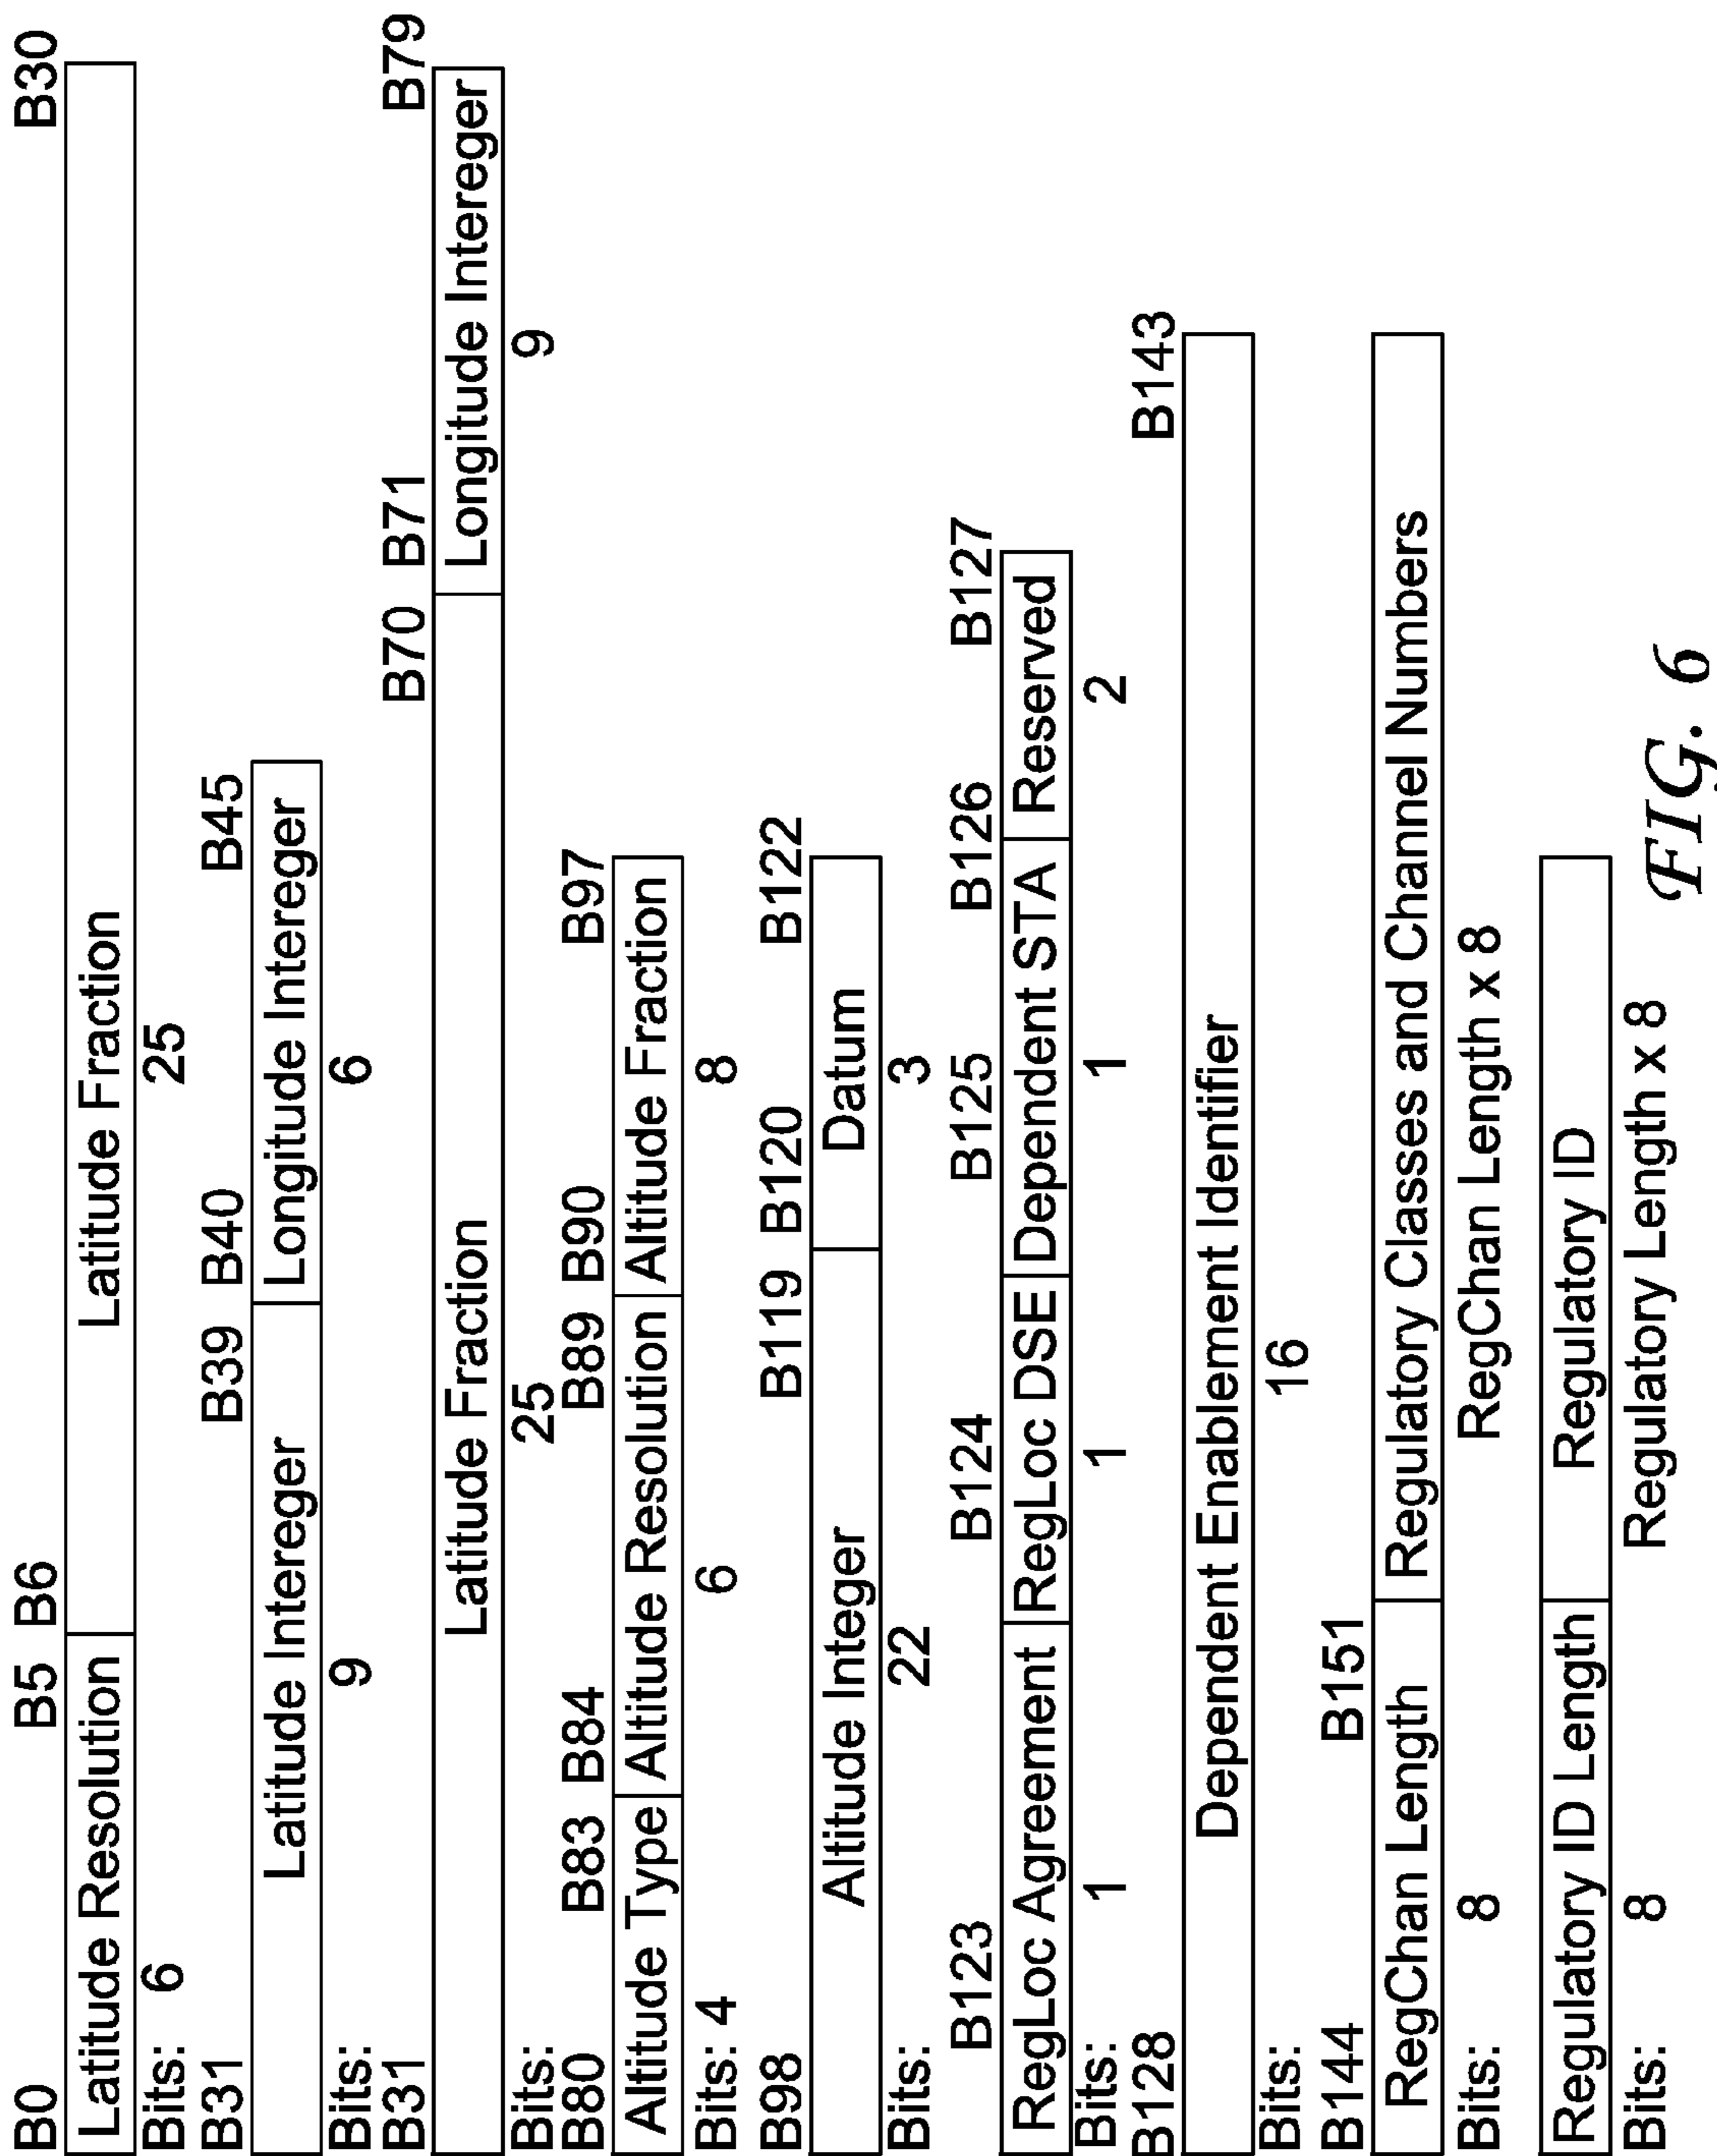 B0 B5 B6 B30
Latitude Resolution Latitude Fraction
Bits: 6 25
B31 B39 B40 B45
Latitude Intereger Longitude Intereger
Bits: 9 6
B31 B70 B71 B79
Latitude Fraction Longitude Intereger
Bits: 25 9
B80 B83 B84 B89 B90 B97
Altitude Type Altitude Resolution Altitude Fraction
Bits: 4 6 8
B98 B119 B120 B122
Altitude Integer Datum
Bits: 22 3
B123 B124 B125 B126 B127
RegLoc Agreement RegLoc DSE Dependent STA Reserved
Bits: 1 1 1 2
B128 B143
Dependent Enablement Identifier
Bits: 16
B144 B151
RegChan Length Regulatory Classes and Channel Numbers
Bits: 8 RegChan Length x 8
Regulatory ID Length Regulatory ID
Bits: 8 Regulatory Length x 8
FIG. 6